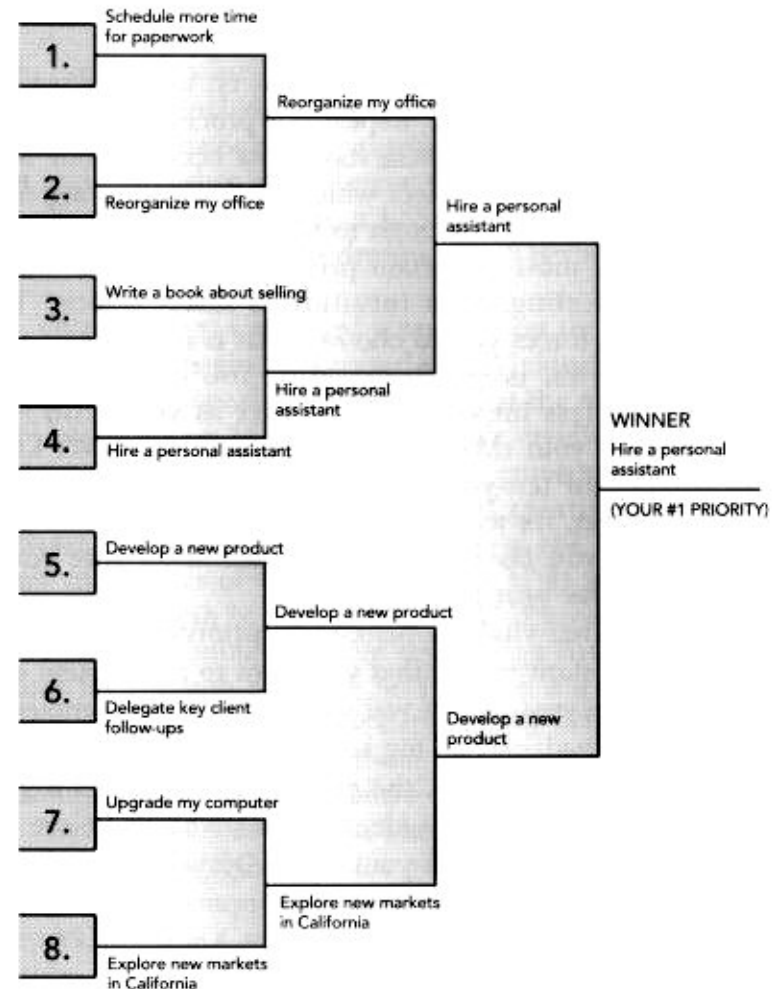 Schedule more time
for paperwork
1.
Reorganize my office
2.
Reorganize my office
Hire a personal
assistant
3.
Write a book about selling
Hire a personal
assistant
4.
Hire a personal assistant
WINNER
Hire a personal
assistant
(YOUR #1 PRIORITY)
5.
Develop a new product
Develop a new product
6.
Delegate key client
follow-ups
Develop a new
product
7.
Upgrade my computer
Explore new markets
in California
8.
Explore new markets
in California